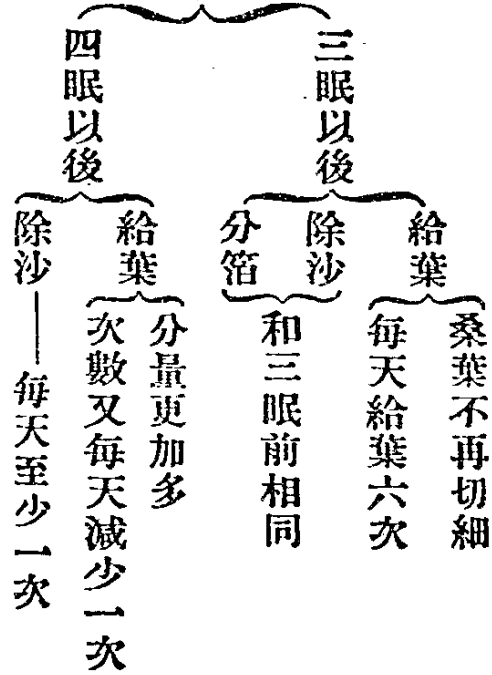 三眠以後
給葉
桑葉不再切細
每天給葉六次
除沙
分箔
和三眠前相同
四眠以後
給葉
分量更加多
次數又每天減少一次
除沙——每天至少一次